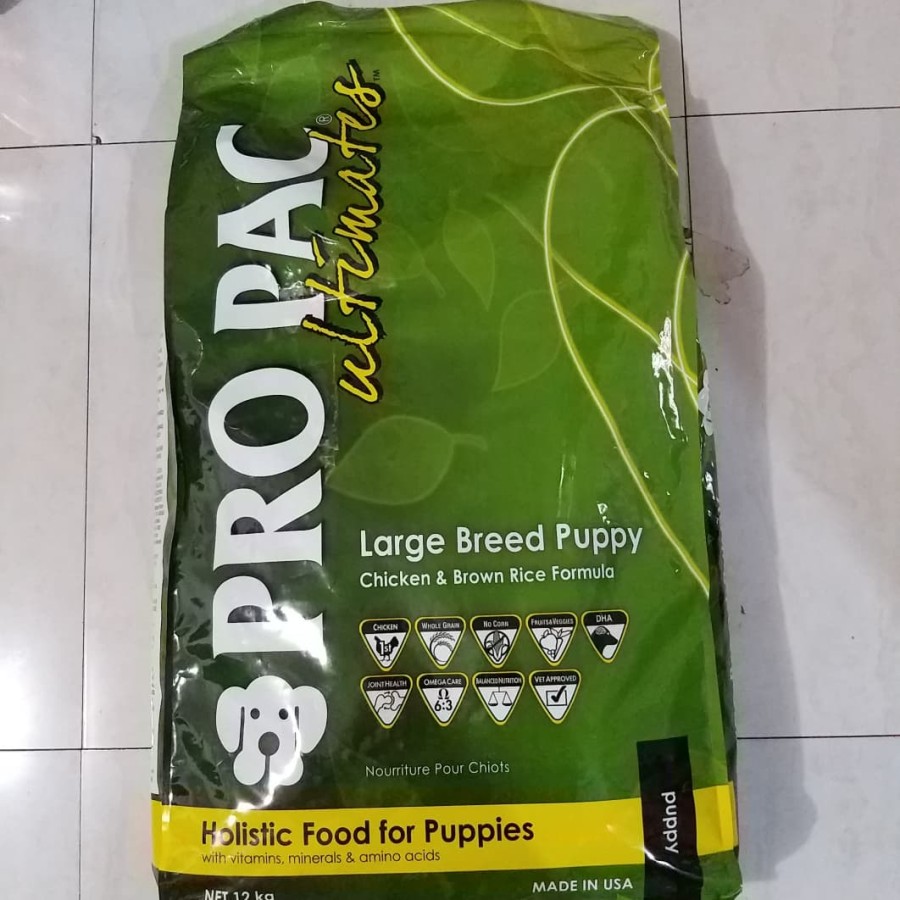 PRO PAC®
ultimates™
Large Breed Puppy
Chicken & Brown Rice Formula
CHICKEN
1st
WHOLE GRAIN
NO CORN
FRUITS & VEGGIES
DHA
JOINT HEALTH
OMEGA CARE
Ω
6:3
BALANCED NUTRITION
VET APPROVED
Nourriture Pour Chiots
puppy
Holistic Food for Puppies
with vitamins, minerals & amino acids
NET 12 kg
MADE IN USA